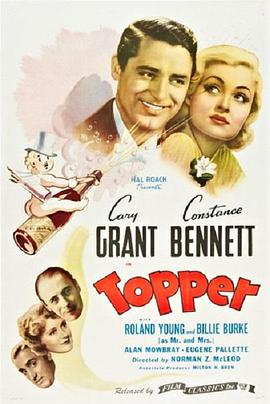 HAL ROACH
Presents
Cary Constance
GRANT BENNETT
in
TOPPER
WITH
ROLAND YOUNG and BILLIE BURKE
(as Mr. and Mrs.)
ALAN MOWBRAY - EUGENE PALLETTE
Directed by NORMAN Z. McLEOD
Associate Producer MILTON H. BREN
Released by FILM CLASSICS Inc.